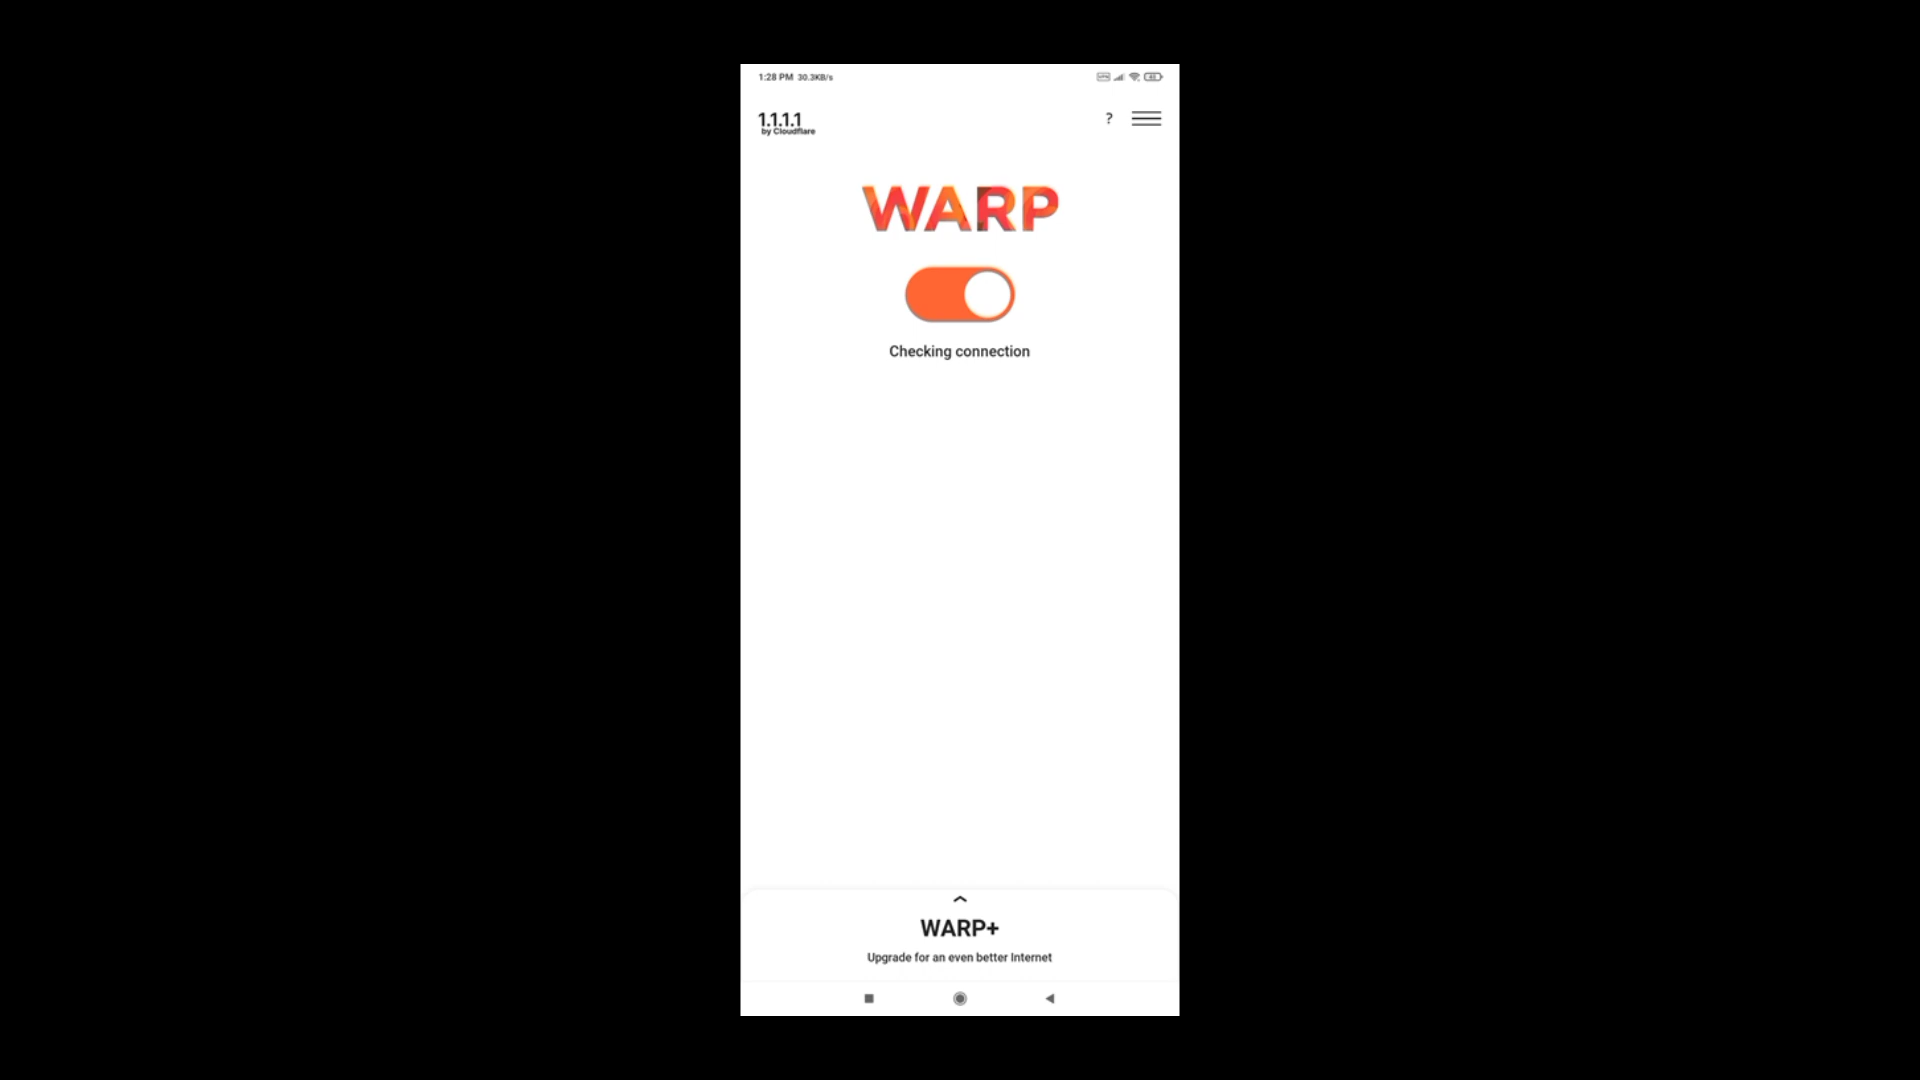 1:28 PM 30.3KB/s
1.1.1.1
by Cloudflare
?
WARP
Checking connection
WARP+
Upgrade for an even better Internet